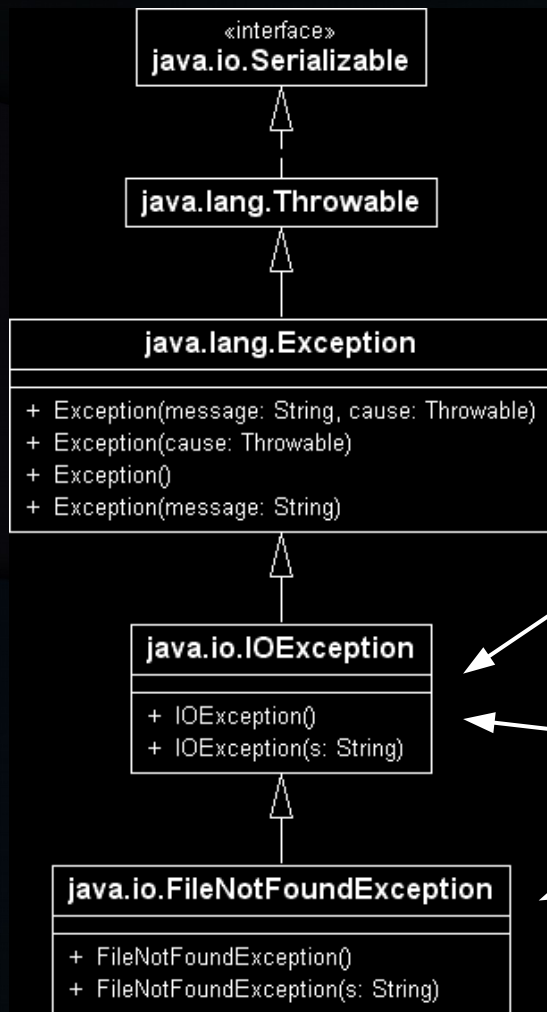 «interface»
java.io.Serializable
java.lang.Throwable
java.lang.Exception
+ Exception(message: String, cause: Throwable)
+ Exception(cause: Throwable)
+ Exception()
+ Exception(message: String)
java.io.IOException
+ IOException()
+ IOException(s: String)
java.io.FileNotFoundException
+ FileNotFoundException()
+ FileNotFoundException(s: String)